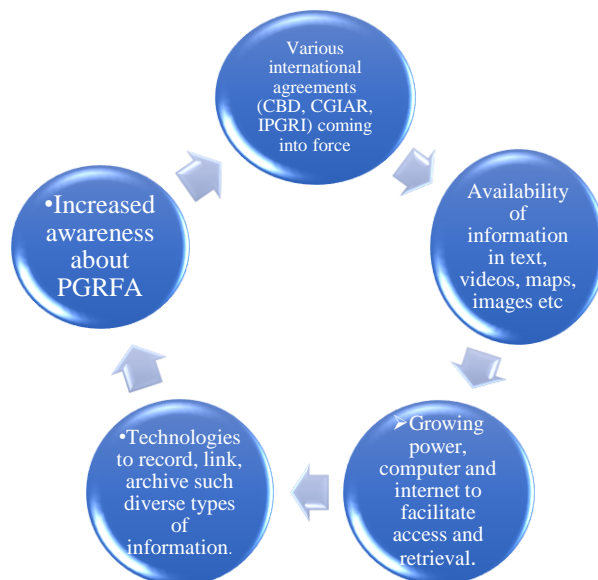 Various
international
agreements
(CBD, CGIAR,
IPGRI) coming
into force
Availability
of
information
in text,
videos, maps,
images etc
➢Growing
power,
computer and
internet to
facilitate
access and
retrieval.
•Technologies
to record, link,
archive such
diverse types
of
information.
•Increased
awareness
about
PGRFA